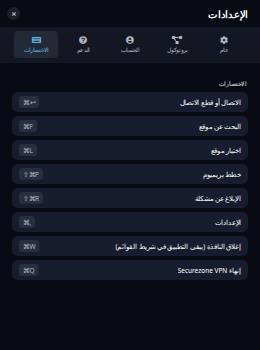 الإعدادات
عام
بروتوكول
الحساب
الدعم
الاختصارات
الاختصارات
الاتصال أو قطع الاتصال ⌘↩
البحث عن موقع ⌘F
اختيار موقع ⌘L
خطط بريميوم ⇧⌘P
الإبلاغ عن مشكلة ⇧⌘R
الإعدادات ⌘,
إغلاق النافذة (يبقى التطبيق في شريط القوائم) ⌘W
إنهاء Securezone VPN ⌘Q